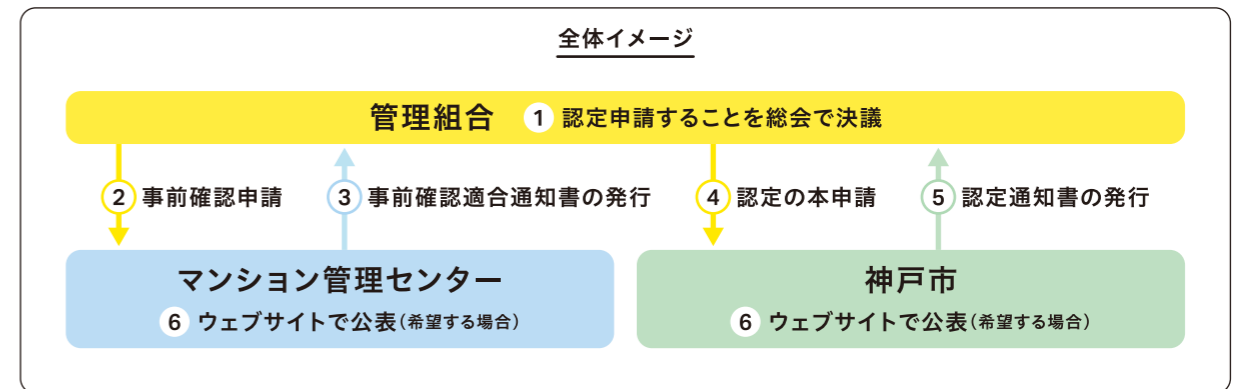 全体イメージ
管理組合 1 認定申請することを総会で決議
2 事前確認申請 3 事前確認適合通知書の発行 4 認定の本申請 5 認定通知書の発行
マンション管理センター
6 ウェブサイトで公表(希望する場合)
神戸市
6 ウェブサイトで公表(希望する場合)